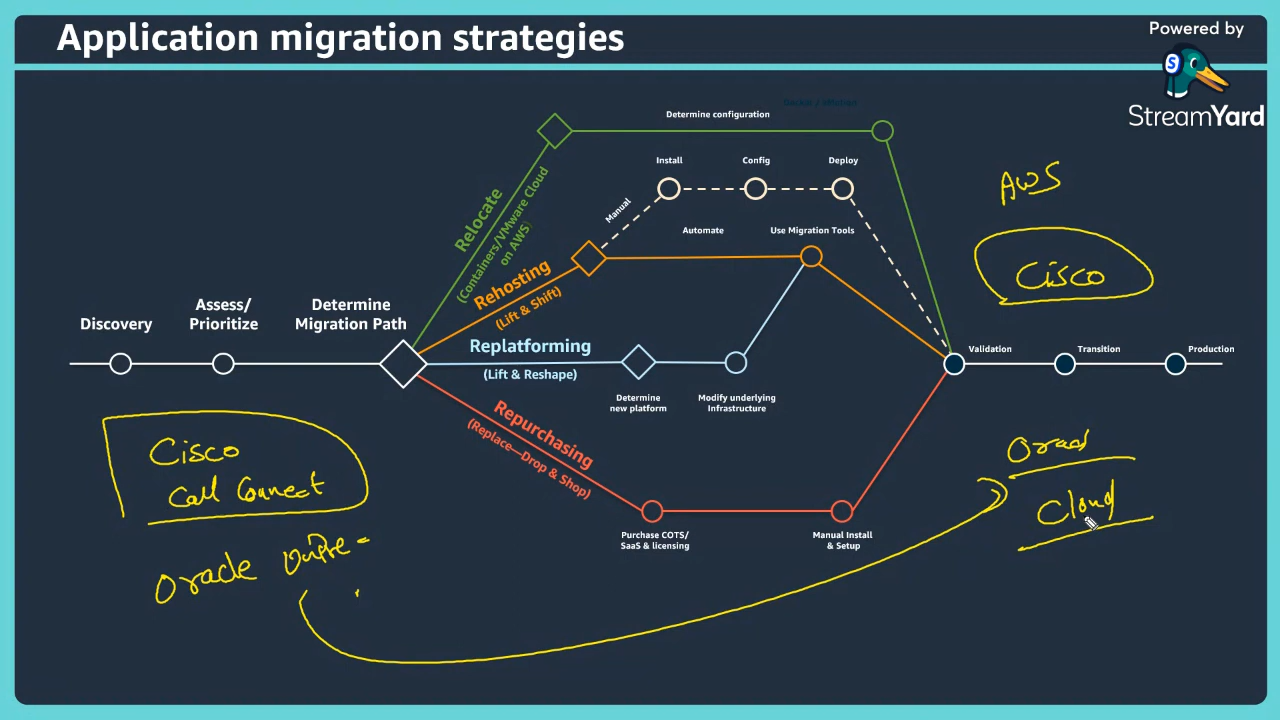 Application migration strategies
Powered by
S
StreamYard
Determine configuration
Install
Config
Deploy
Manual
Automate
Use Migration Tools
Relocate
(Containers/VMware Cloud
on AWS)
Rehosting
(Lift & Shift)
Discovery
Assess/
Prioritize
Determine
Migration Path
Replatforming
(Lift & Reshape)
Determine
new platform
Modify underlying
Infrastructure
Validation
Transition
Production
Repurchasing
(Replace—Drop & Shop)
Purchase COTS/
SaaS & licensing
Manual Install
& Setup
AWS
Cisco
Cisco
Call Connect
Oracle
Cloud